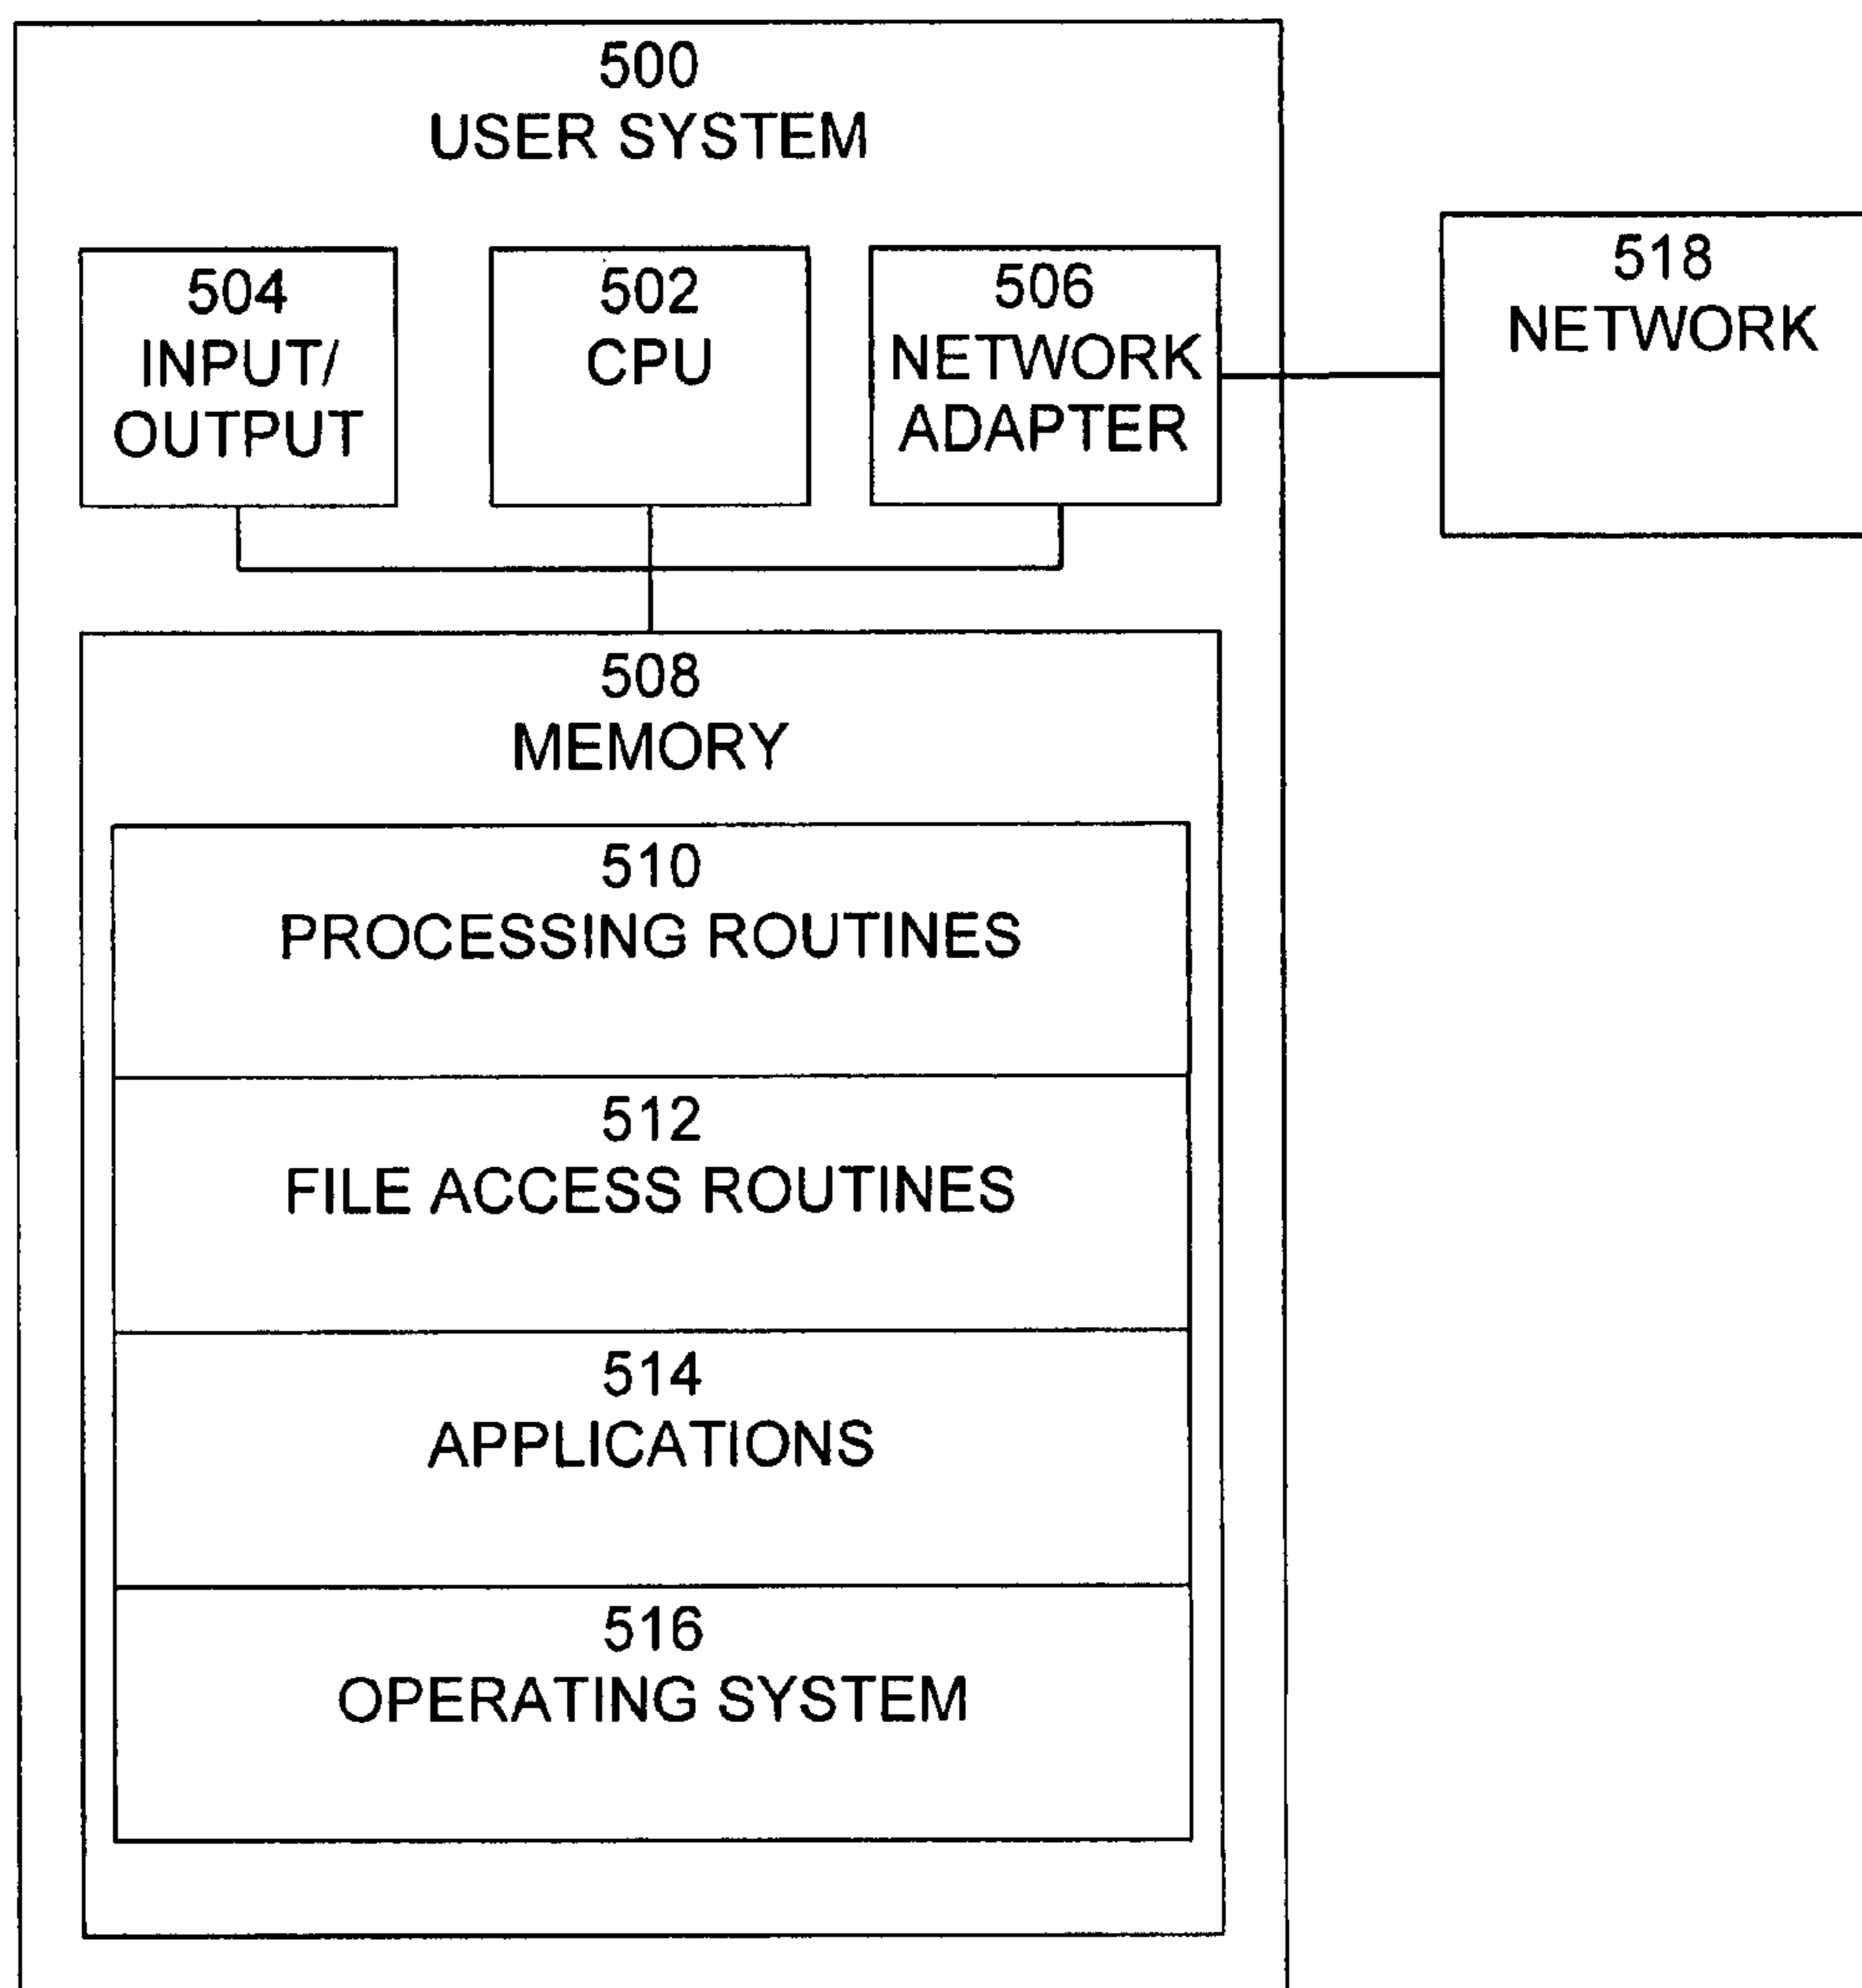 500
USER SYSTEM
504
INPUT/
OUTPUT
502
CPU
506
NETWORK
ADAPTER
518
NETWORK
508
MEMORY
510
PROCESSING ROUTINES
512
FILE ACCESS ROUTINES
514
APPLICATIONS
516
OPERATING SYSTEM